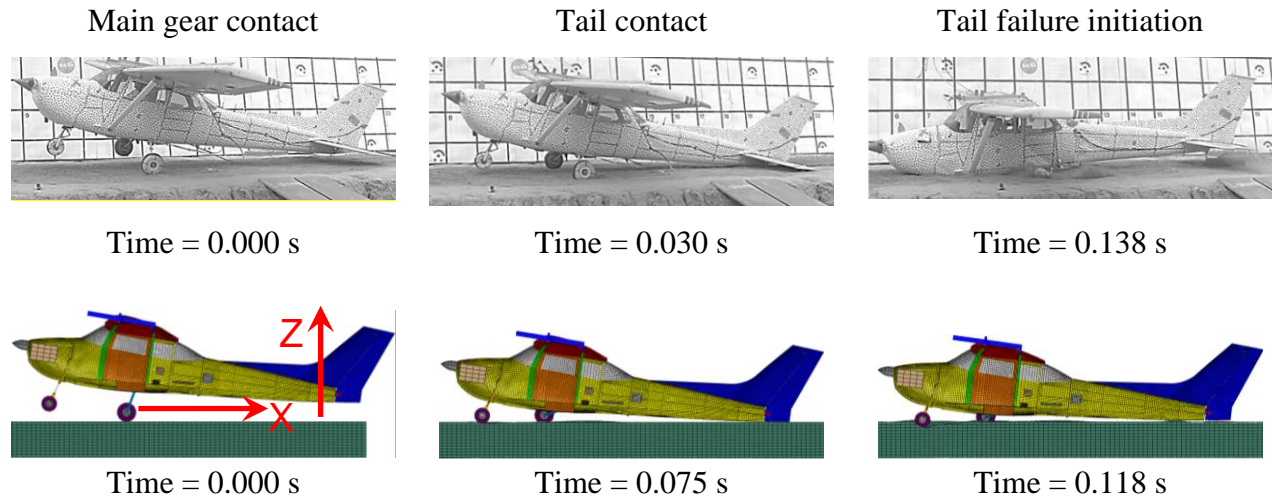 Main gear contact Tail contact Tail failure initiation
Time = 0.000 s Time = 0.030 s Time = 0.138 s
Z
X
Time = 0.000 s Time = 0.075 s Time = 0.118 s